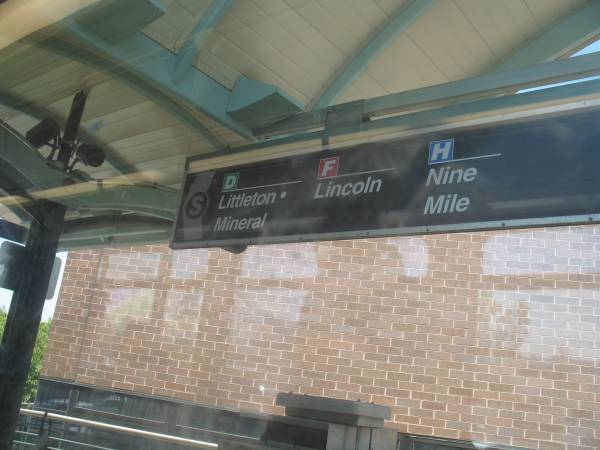 S
D
Littleton •
Mineral
F
Lincoln
H
Nine
Mile